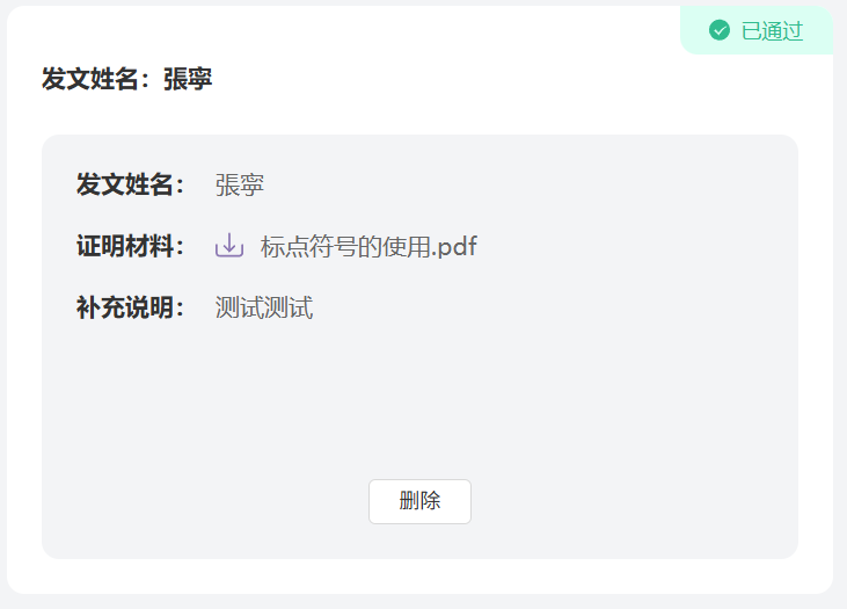 已通过
发文姓名：張寧
发文姓名： 張寧
证明材料： 标点符号的使用.pdf
补充说明： 测试测试
删除